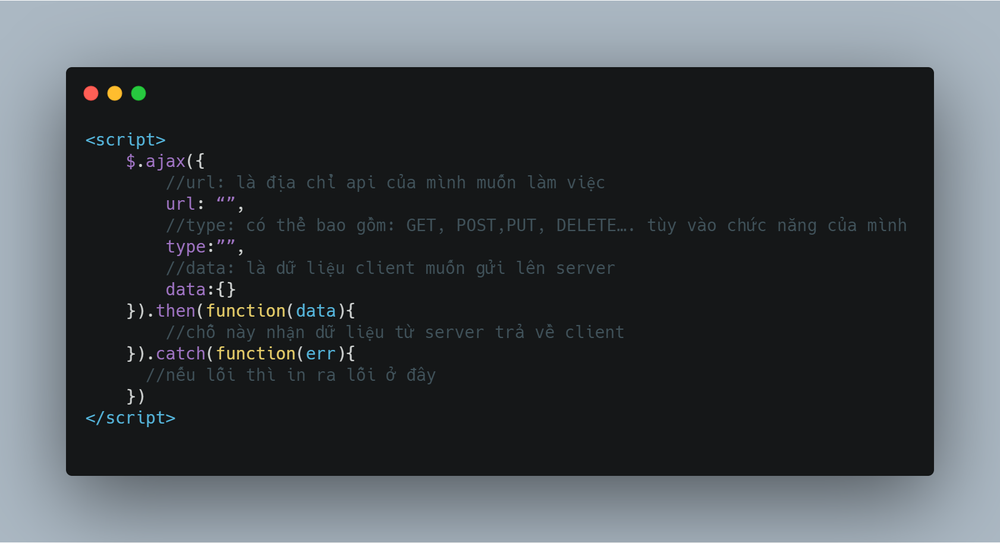 <script>
$.ajax({
//url: là địa chỉ api của mình muốn làm việc
url: “”,
//type: có thể bao gồm: GET, POST,PUT, DELETE…. tùy vào chức năng của mình
type:””,
//data: là dữ liệu client muốn gửi lên server
data:{}
}).then(function(data){
//chỗ này nhận dữ liệu từ server trả về client
}).catch(function(err){
//nếu lỗi thì in ra lỗi ở đây
})
</script>